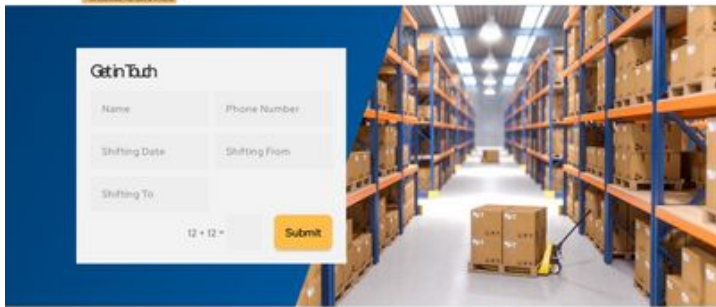 Get in Touch
Name
Phone Number
Shifting Date
Shifting From
Shifting To
12 + 12 =
Submit